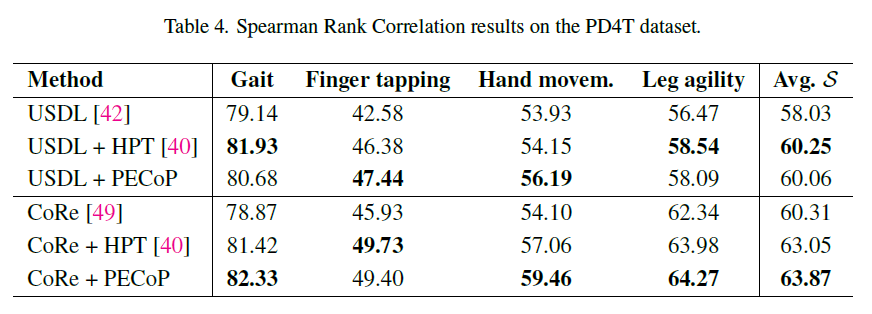 Table 4. Spearman Rank Correlation results on the PD4T dataset.
Method Gait Finger tapping Hand movem. Leg agility Avg. S
USDL [42] 79.14 42.58 53.93 56.47 58.03
USDL + HPT [40] 81.93 46.38 54.15 58.54 60.25
USDL + PECoP 80.68 47.44 56.19 58.09 60.06
CoRe [49] 78.87 45.93 54.10 62.34 60.31
CoRe + HPT [40] 81.42 49.73 57.06 63.98 63.05
CoRe + PECoP 82.33 49.40 59.46 64.27 63.87